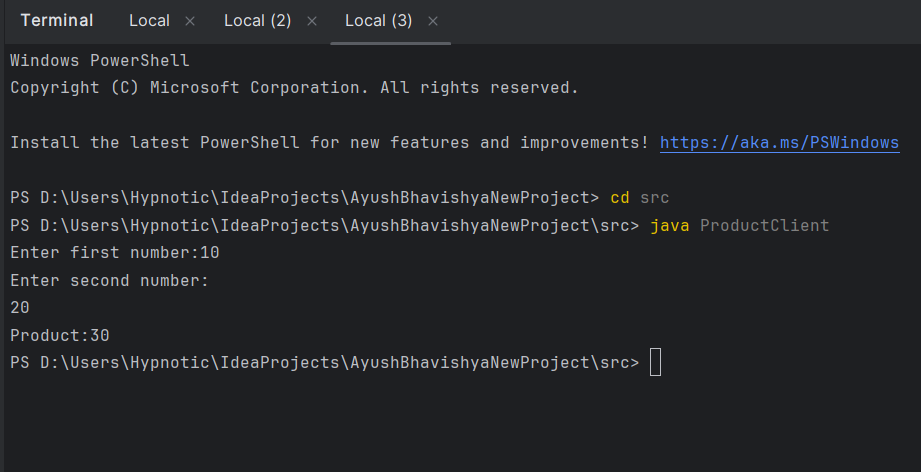 Terminal Local × Local (2) × Local (3) ×
Windows PowerShell
Copyright (C) Microsoft Corporation. All rights reserved.
Install the latest PowerShell for new features and improvements! https://aka.ms/PSWindows
PS D:\Users\Hypnotic\IdeaProjects\AyushBhavishyaNewProject> cd src
PS D:\Users\Hypnotic\IdeaProjects\AyushBhavishyaNewProject\src> java ProductClient
Enter first number:10
Enter second number:
20
Product:30
PS D:\Users\Hypnotic\IdeaProjects\AyushBhavishyaNewProject\src>